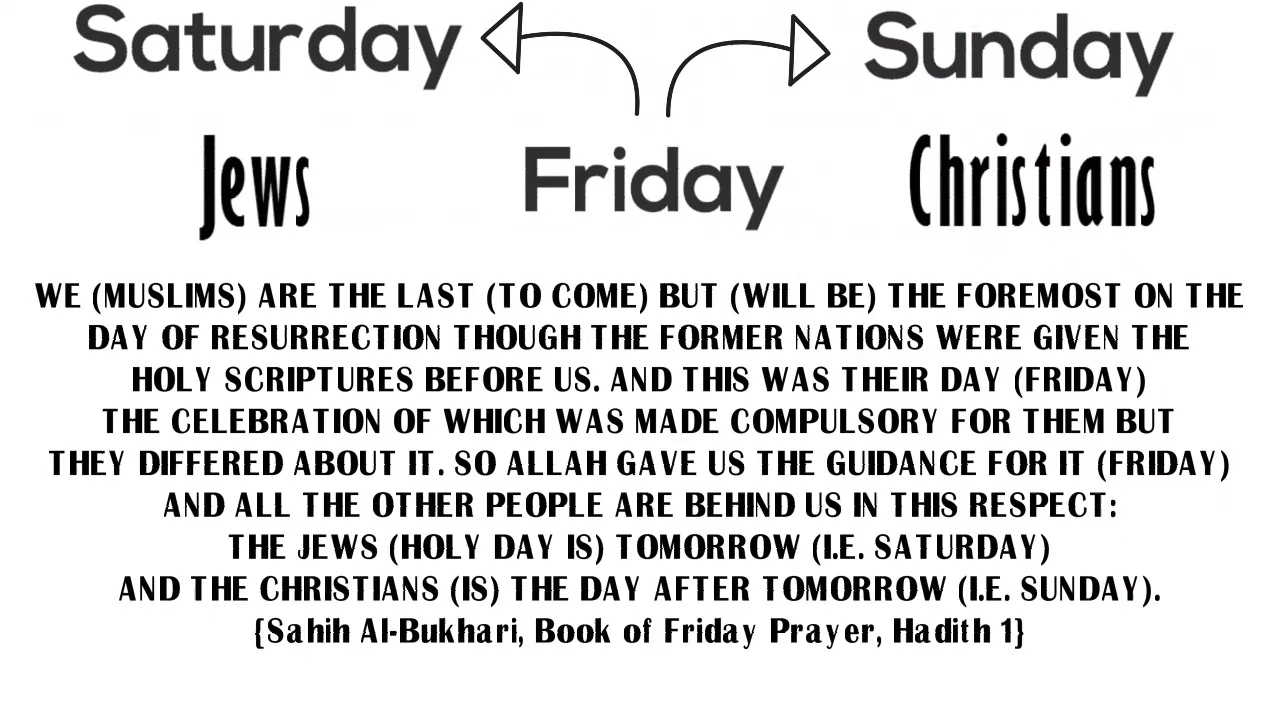 Saturday
Sunday
Jews
Friday
Christians
WE (MUSLIMS) ARE THE LAST (TO COME) BUT (WILL BE) THE FOREMOST ON THE
DAY OF RESURRECTION THOUGH THE FORMER NATIONS WERE GIVEN THE
HOLY SCRIPTURES BEFORE US. AND THIS WAS THEIR DAY (FRIDAY)
THE CELEBRATION OF WHICH WAS MADE COMPULSORY FOR THEM BUT
THEY DIFFERED ABOUT IT. SO ALLAH GAVE US THE GUIDANCE FOR IT (FRIDAY)
AND ALL THE OTHER PEOPLE ARE BEHIND US IN THIS RESPECT:
THE JEWS (HOLY DAY IS) TOMORROW (I.E. SATURDAY)
AND THE CHRISTIANS (IS) THE DAY AFTER TOMORROW (I.E. SUNDAY).
{Sahih Al-Bukhari, Book of Friday Prayer, Hadith 1}